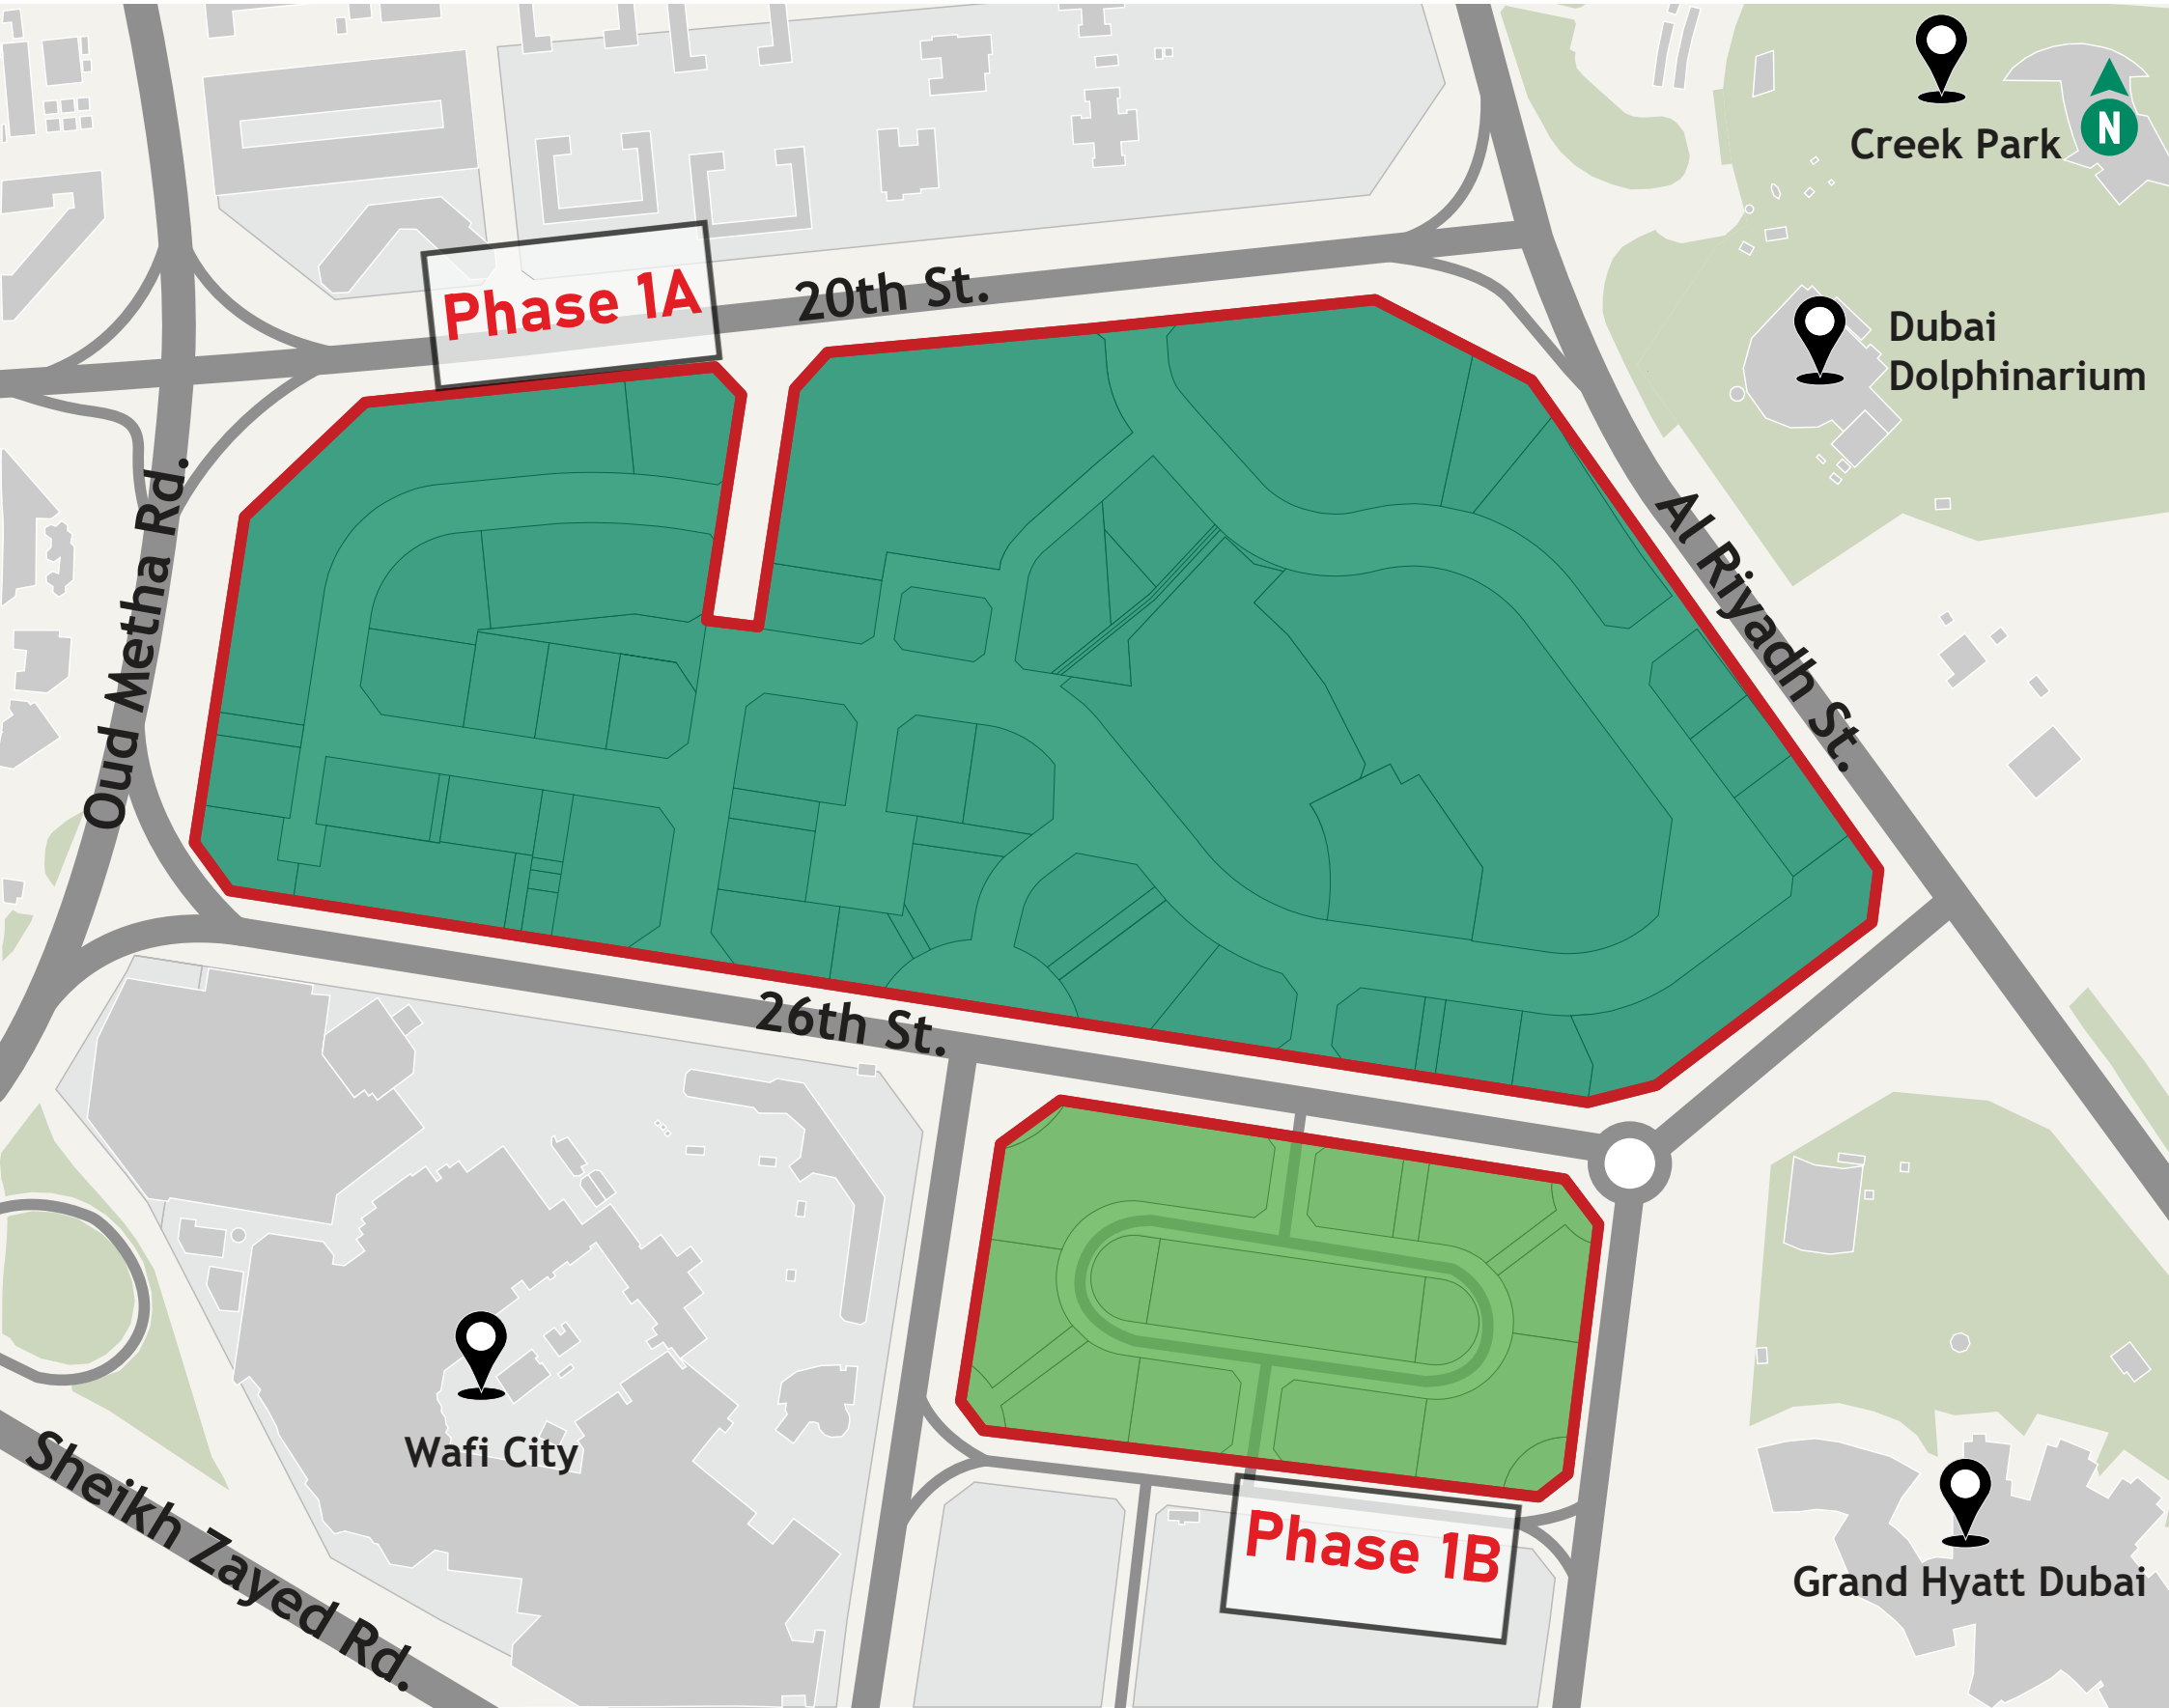 Creek Park
N
Phase 1A
20th St.
Dubai
Dolphinarium
Oud Metha Rd.
Al Riyadh St.
26th St.
Wafi City
Sheikh Zayed Rd.
Phase 1B
Grand Hyatt Dubai